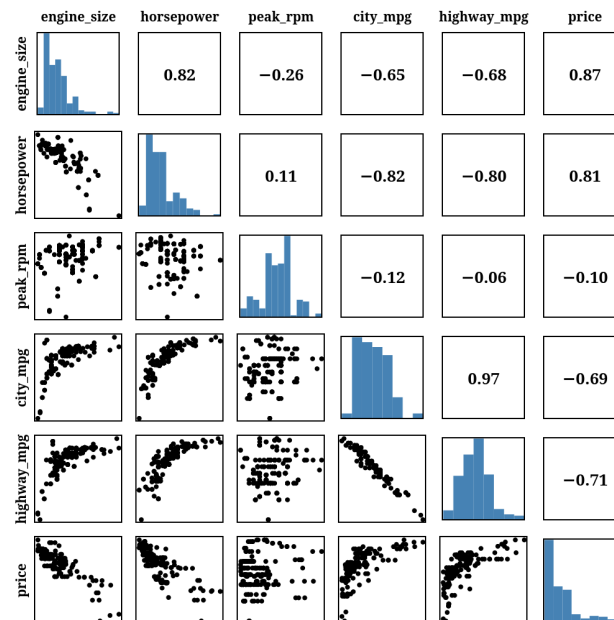 engine_size horsepower peak_rpm city_mpg highway_mpg price
engine_size 0.82 −0.26 −0.65 −0.68 0.87
horsepower 0.11 −0.82 −0.80 0.81
peak_rpm −0.12 −0.06 −0.10
city_mpg 0.97 −0.69
highway_mpg −0.71
price